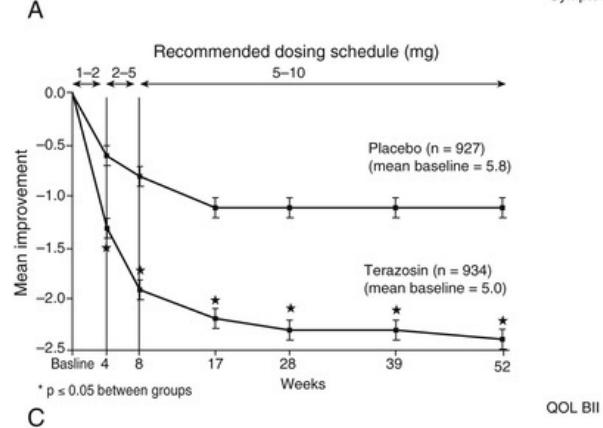 A
Recommended dosing schedule (mg)
1–2 2–5 5–10
0.0
–0.5
–1.0
–1.5
–2.0
–2.5
Mean improvement
Placebo (n = 927)
(mean baseline = 5.8)
Terazosin (n = 934)
(mean baseline = 5.0)
Basline 4 8 17 28 39 52
Weeks
* p ≤ 0.05 between groups
C
QOL BII